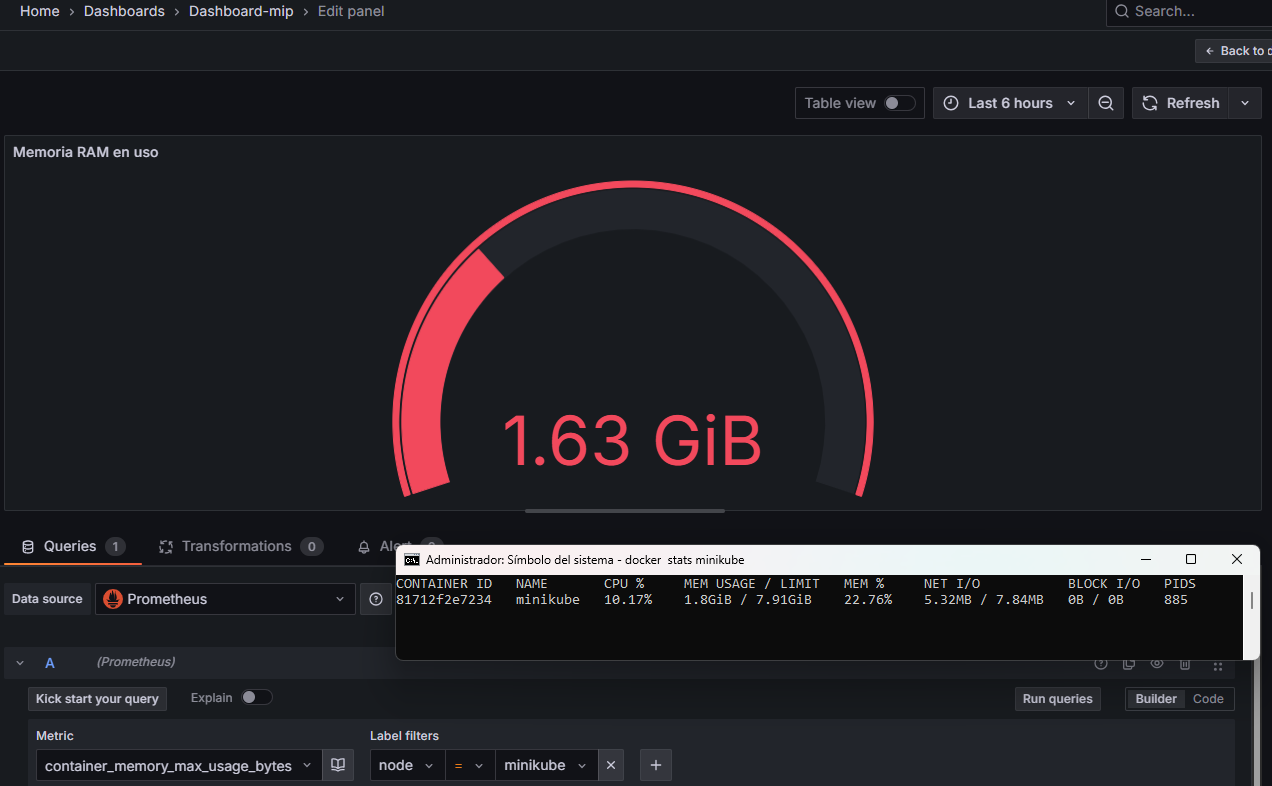 Home > Dashboards > Dashboard-mip > Edit panel
Search...
← Back to d
Table view
Last 6 hours
Refresh
Memoria RAM en uso
1.63 GiB
Queries 1
Transformations 0
Administrador: Símbolo del sistema - docker  stats minikube
CONTAINER ID   NAME       CPU %     MEM USAGE / LIMIT   MEM %     NET I/O           BLOCK I/O   PIDS
81712f2e7234   minikube   10.17%    1.8GiB / 7.91GiB    22.76%    5.32MB / 7.84MB   0B / 0B     885
Data source
Prometheus
A (Prometheus)
Kick start your query
Explain
Run queries
Builder
Code
Metric
Label filters
container_memory_max_usage_bytes
node
=
minikube